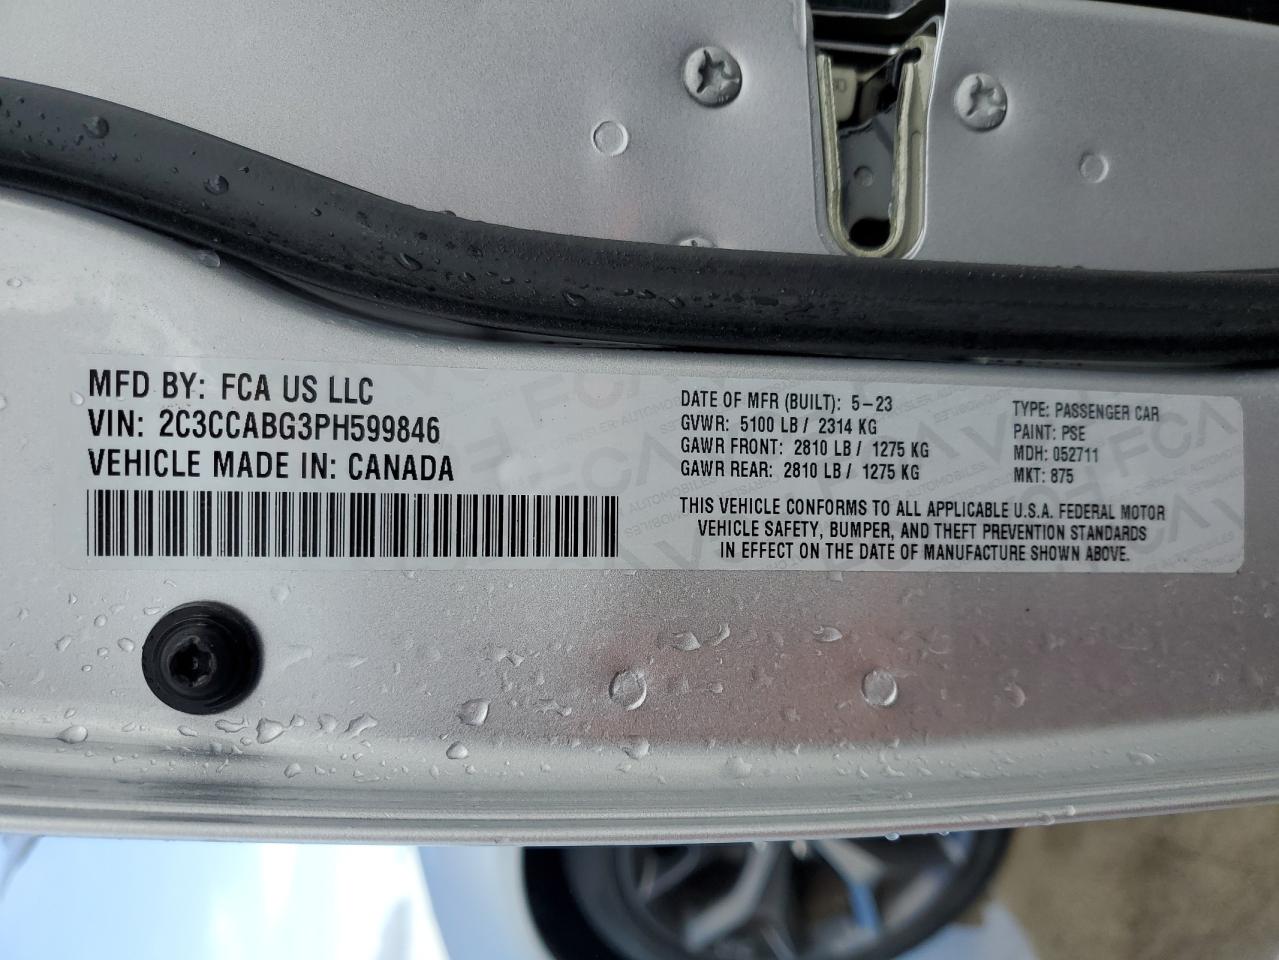 MFD BY: FCA US LLC
VIN: 2C3CCABG3PH599846
VEHICLE MADE IN: CANADA
DATE OF MFR (BUILT): 5-23
GVWR: 5100 LB / 2314 KG
GAWR FRONT: 2810 LB / 1275 KG
GAWR REAR: 2810 LB / 1275 KG
TYPE: PASSENGER CAR
PAINT: PSE
MDH: 052711
MKT: 875
THIS VEHICLE CONFORMS TO ALL APPLICABLE U.S.A. FEDERAL MOTOR
VEHICLE SAFETY, BUMPER, AND THEFT PREVENTION STANDARDS
IN EFFECT ON THE DATE OF MANUFACTURE SHOWN ABOVE.